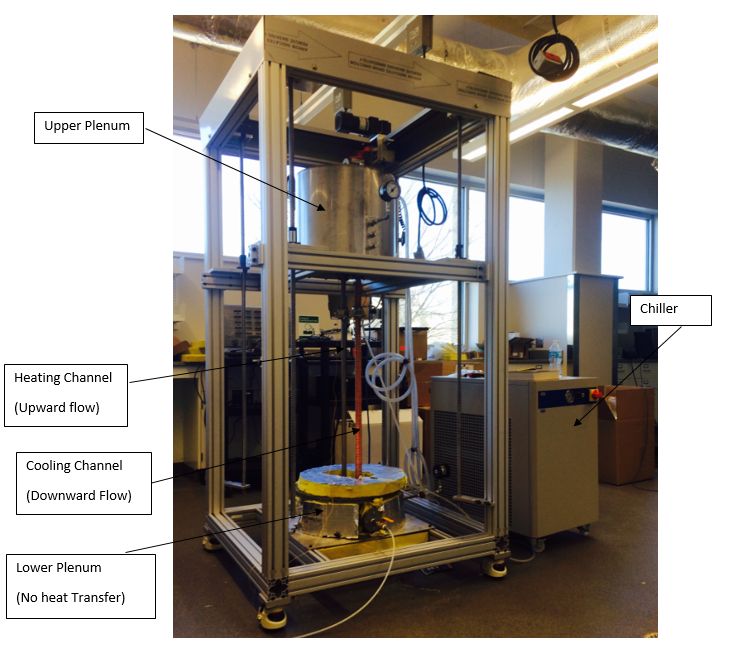 Upper Plenum
Chiller
Heating Channel
(Upward flow)
Cooling Channel
(Downward Flow)
Lower Plenum
(No heat Transfer)